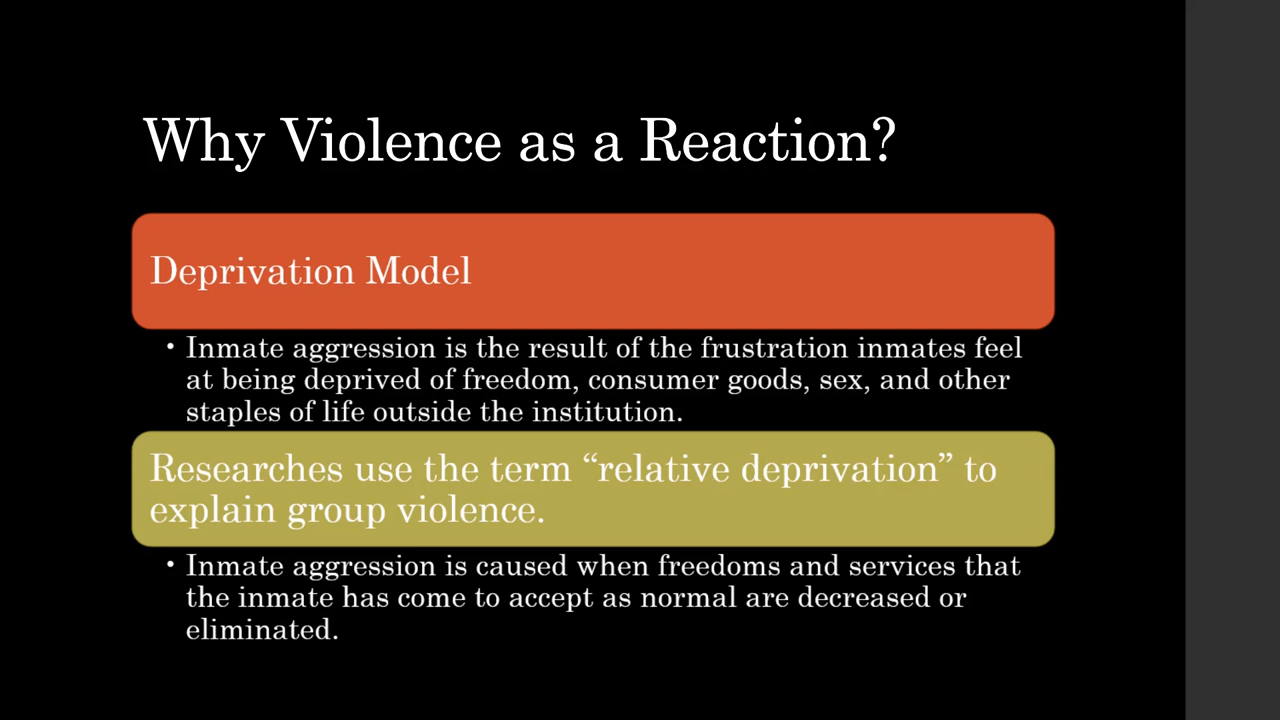 Why Violence as a Reaction?
Deprivation Model
• Inmate aggression is the result of the frustration inmates feel
at being deprived of freedom, consumer goods, sex, and other
staples of life outside the institution.
Researches use the term “relative deprivation” to
explain group violence.
• Inmate aggression is caused when freedoms and services that
the inmate has come to accept as normal are decreased or
eliminated.